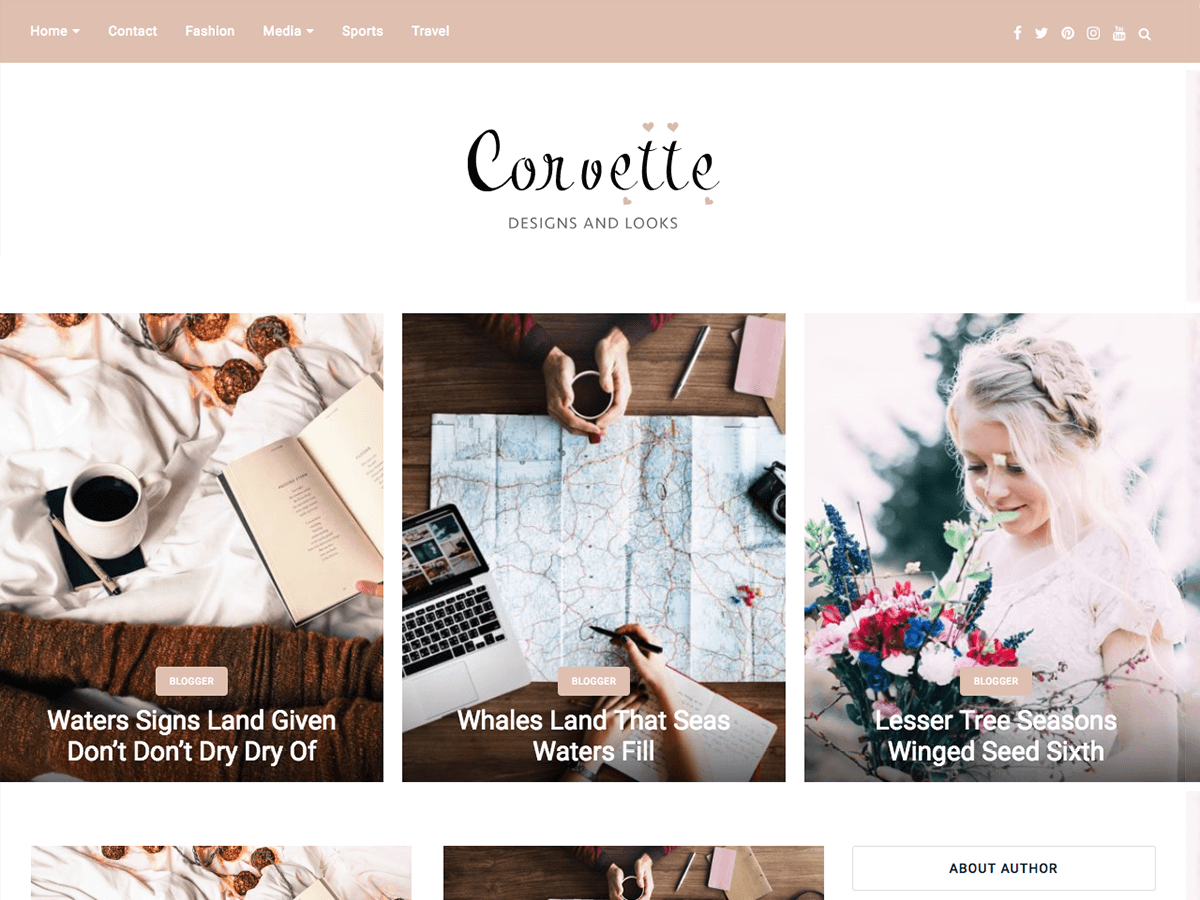 Home Contact Fashion Media Sports Travel
Corvette
DESIGNS AND LOOKS
BLOGGER
Waters Signs Land Given
Don’t Don’t Dry Dry Of
BLOGGER
Whales Land That Seas
Waters Fill
BLOGGER
Lesser Tree Seasons
Winged Seed Sixth
ABOUT AUTHOR